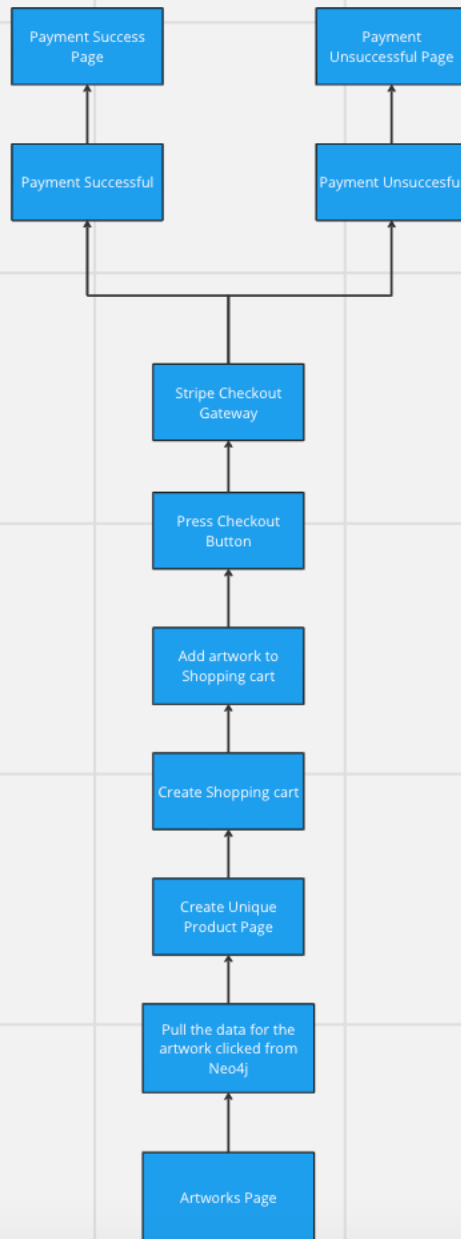 Payment Success
Page
Payment
Unsuccessful Page
Payment Successful
Payment Unsuccesfu
Stripe Checkout
Gateway
Press Checkout
Button
Add artwork to
Shopping cart
Create Shopping cart
Create Unique
Product Page
Pull the data for the
artwork clicked from
Neo4j
Artworks Page